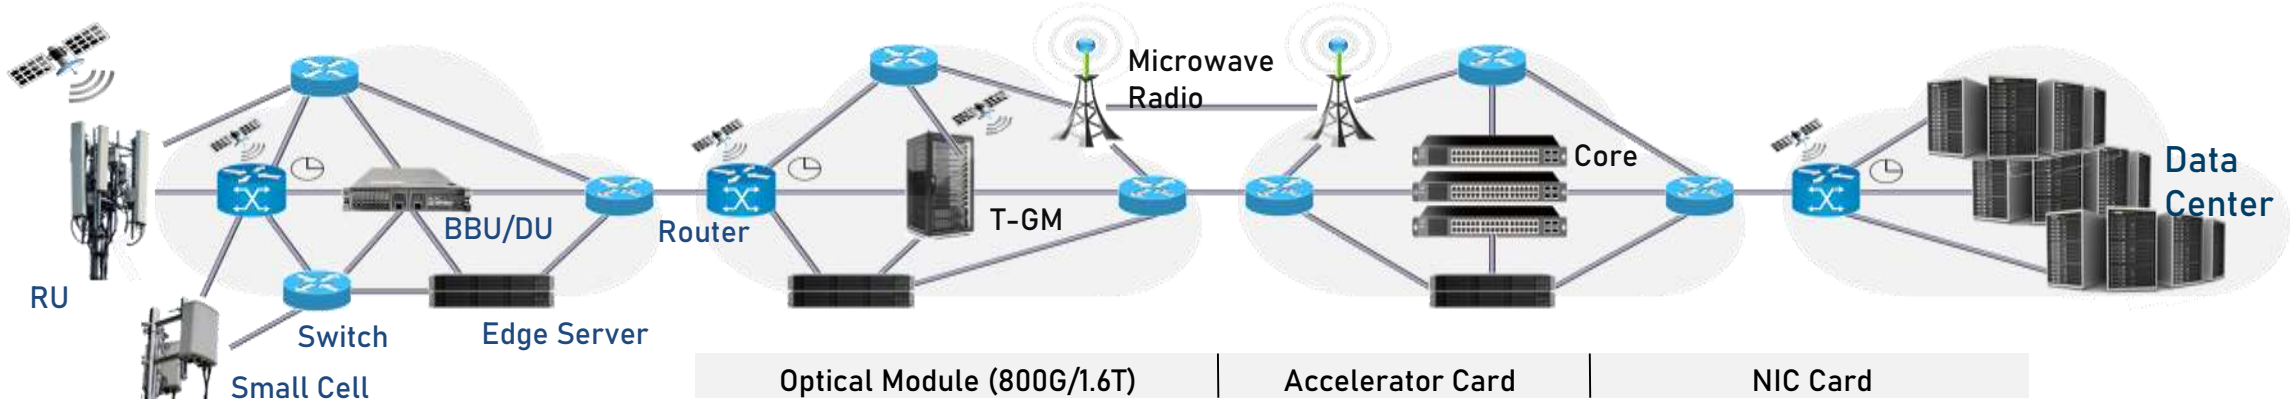 Microwave
Radio
Core
Data
Center
BBU/DU
Router
T-GM
RU
Switch
Edge Server
Small Cell
Optical Module (800G/1.6T)
Accelerator Card
NIC Card